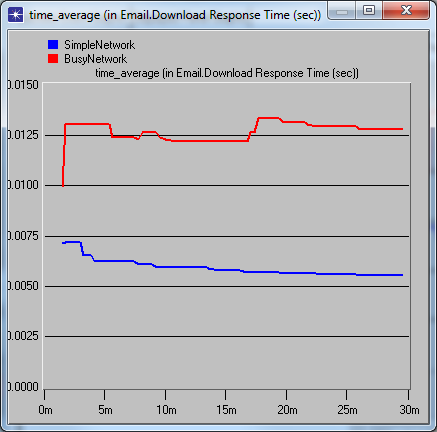 time_average (in Email.Download Response Time (sec))
SimpleNetwork
BusyNetwork
time_average (in Email.Download Response Time (sec))
0.0150
0.0125
0.0100
0.0075
0.0050
0.0025
0.0000
0m 5m 10m 15m 20m 25m 30m